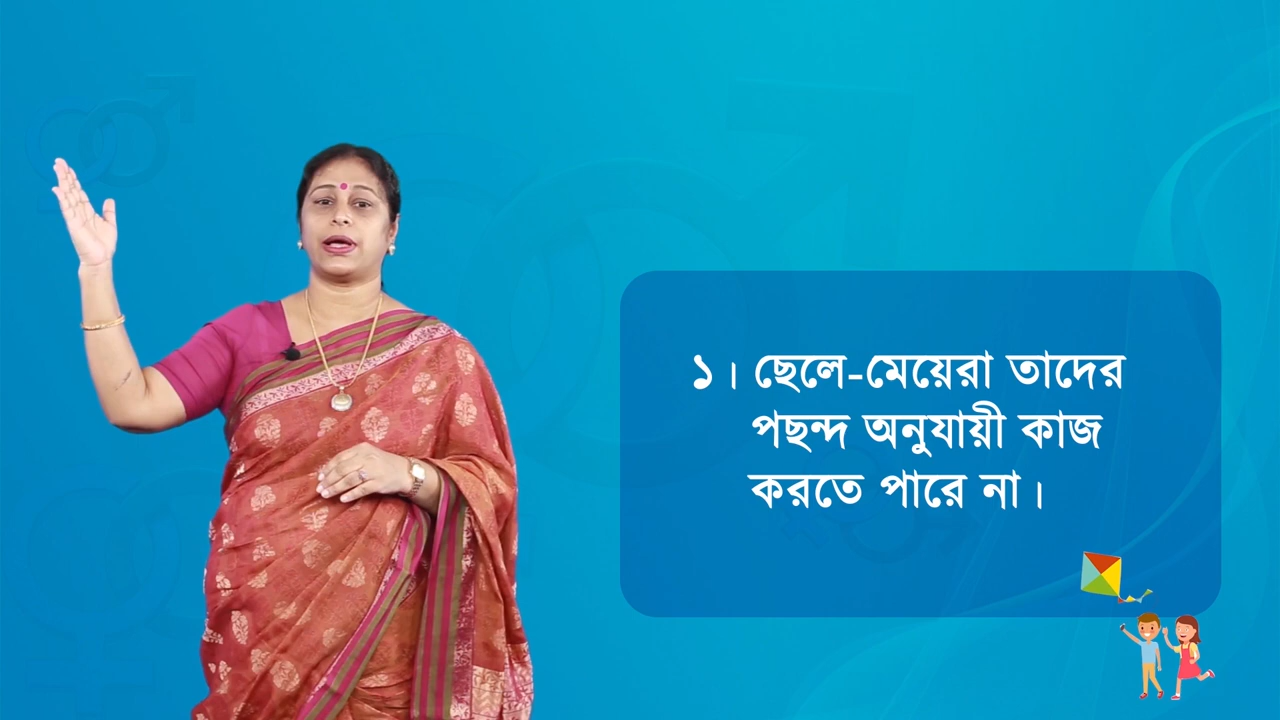 ১। ছেলে-মেয়েরা তাদের
পছন্দ অনুযায়ী কাজ
করতে পারে না।